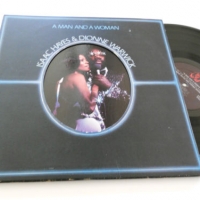 A MAN AND A WOMAN
ISAAC HAYES & DIONNE WARWICK